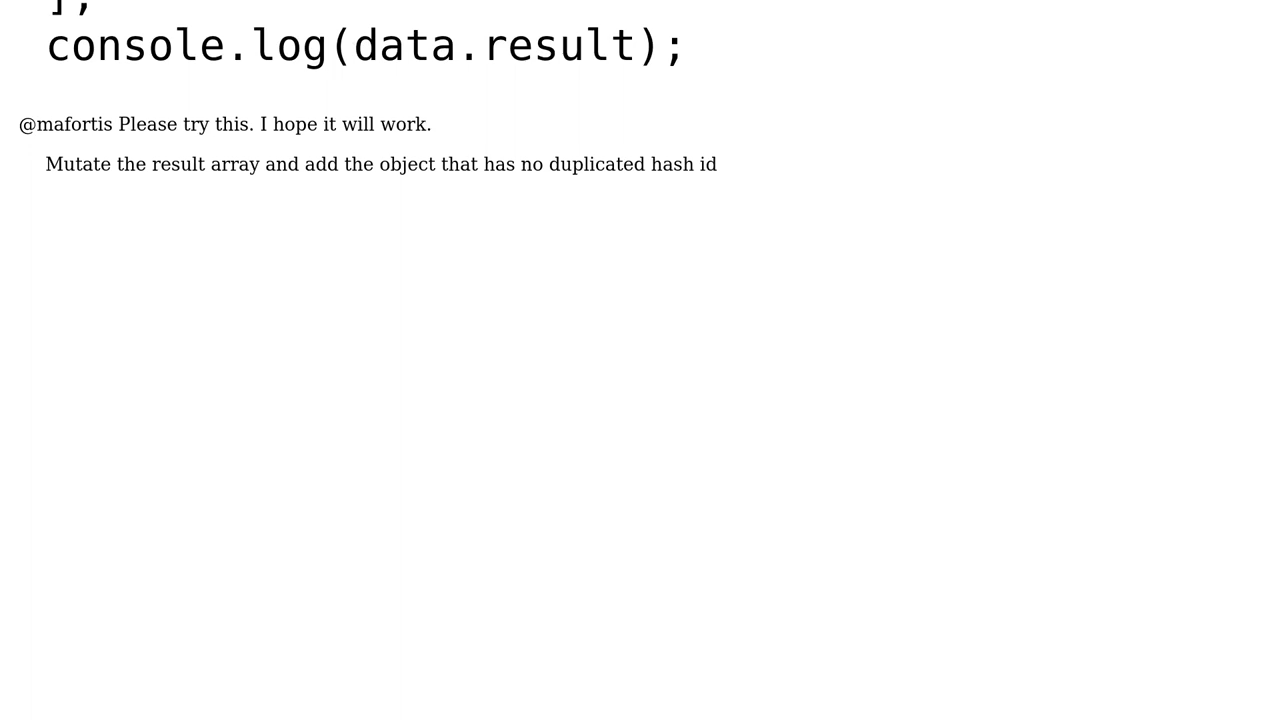 ];
console.log(data.result);
@mafortis Please try this. I hope it will work.
Mutate the result array and add the object that has no duplicated hash id